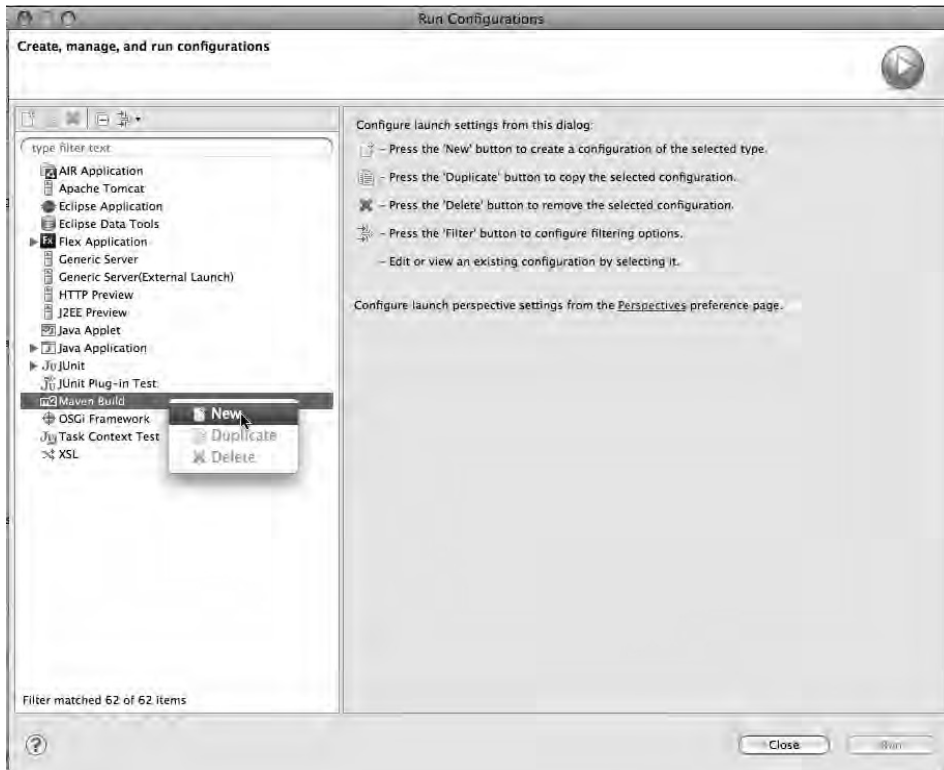 Run Configurations
Create, manage, and run configurations
type filter text
AIR Application
Apache Tomcat
Eclipse Application
Eclipse Data Tools
Fx Flex Application
Generic Server
Generic Server(External Launch)
HTTP Preview
J2EE Preview
Java Applet
J Java Application
Ju JUnit
Ju JUnit Plug-in Test
m2 Maven Build
OSGi Framework
Ju Task Context Test
XSL
New
Duplicate
Delete
Filter matched 62 of 62 items
Configure launch settings from this dialog:
– Press the 'New' button to create a configuration of the selected type.
– Press the 'Duplicate' button to copy the selected configuration.
– Press the 'Delete' button to remove the selected configuration.
– Press the 'Filter' button to configure filtering options.
– Edit or view an existing configuration by selecting it.
Configure launch perspective settings from the Perspectives preference page.
?
Close
Run